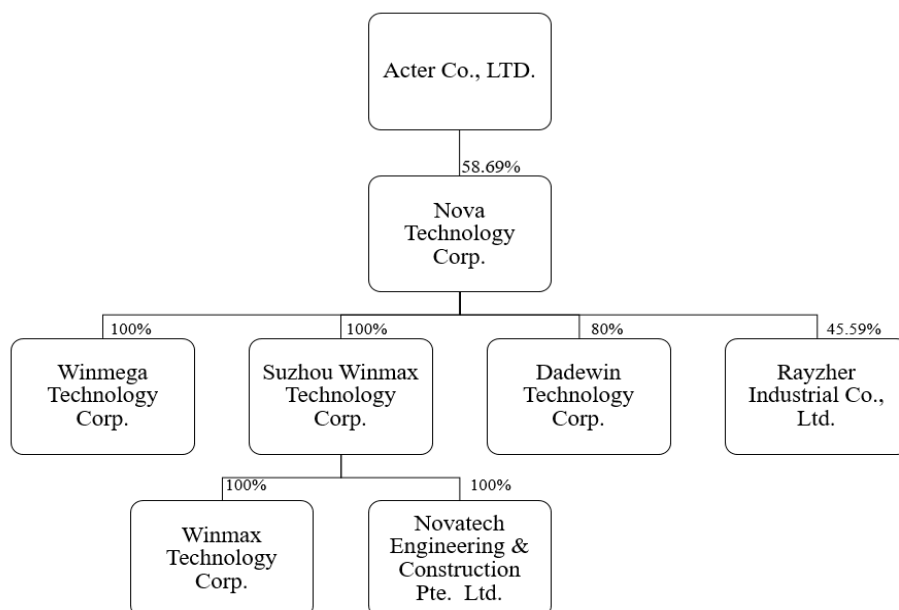 Acter Co., LTD.
58.69%
Nova
Technology
Corp.
100%
100%
80%
45.59%
Winmega
Technology
Corp.
Suzhou Winmax
Technology
Corp.
Dadewin
Technology
Corp.
Rayzher
Industrial Co.,
Ltd.
100%
100%
Winmax
Technology
Corp.
Novatech
Engineering &
Construction
Pte. Ltd.